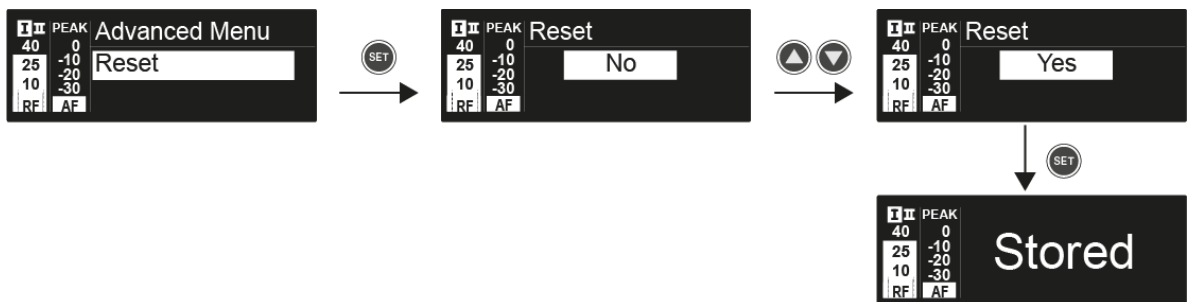 I II PEAK Advanced Menu
40 0
25 -10 Reset
-20
10 -30
RF AF
SET
I II PEAK Reset
40 0
25 -10 No
-20
10 -30
RF AF
I II PEAK Reset
40 0
25 -10 Yes
-20
10 -30
RF AF
SET
I II PEAK
40 0
25 -10 Stored
-20
10 -30
RF AF